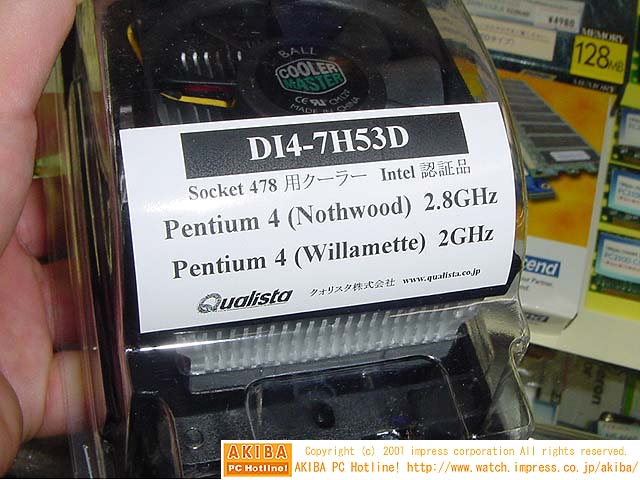 BALL
COOLER
MASTER
MADE IN CHINA
DI4-7H53D
Socket 478 用クーラー Intel 認証品
Pentium 4 (Nothwood) 2.8GHz
Pentium 4 (Willamette) 2GHz
Qualista クオリスタ株式会社 www.qualista.co.jp
¥4980
MEMORY
128MB
MEMORY
AKIBA
PC Hotline!
Copyright (c) 2001 impress corporation All rights reserved.
AKIBA PC Hotline! http://www.watch.impress.co.jp/akiba/